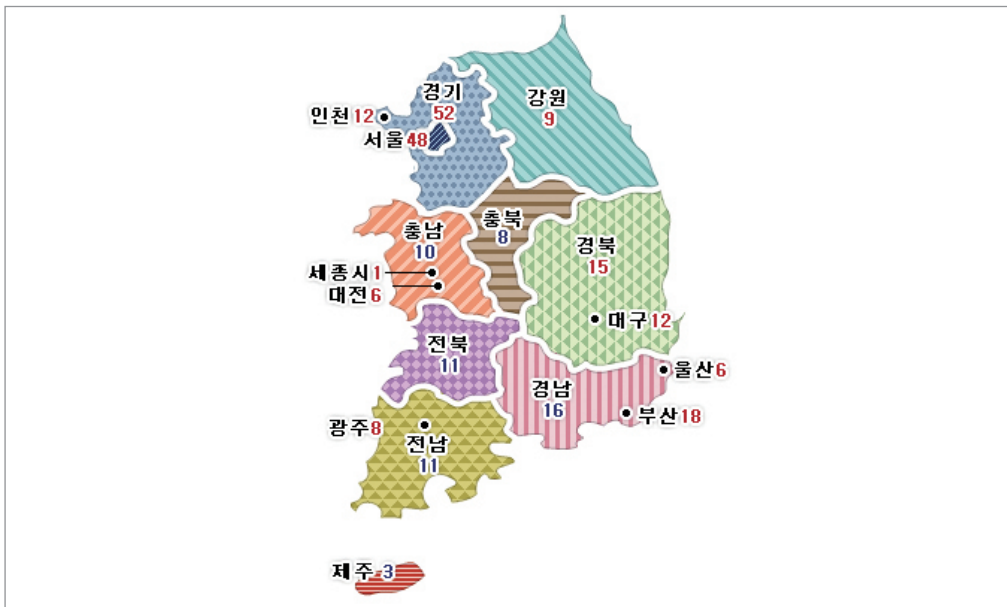 경기
52
강원
9
인천 12
서울 48
충남
10
충북
8
경북
15
세종시 1
대전 6
대구 12
전북
11
경남
16
울산 6
부산 18
광주 8
전남
11
제주 3